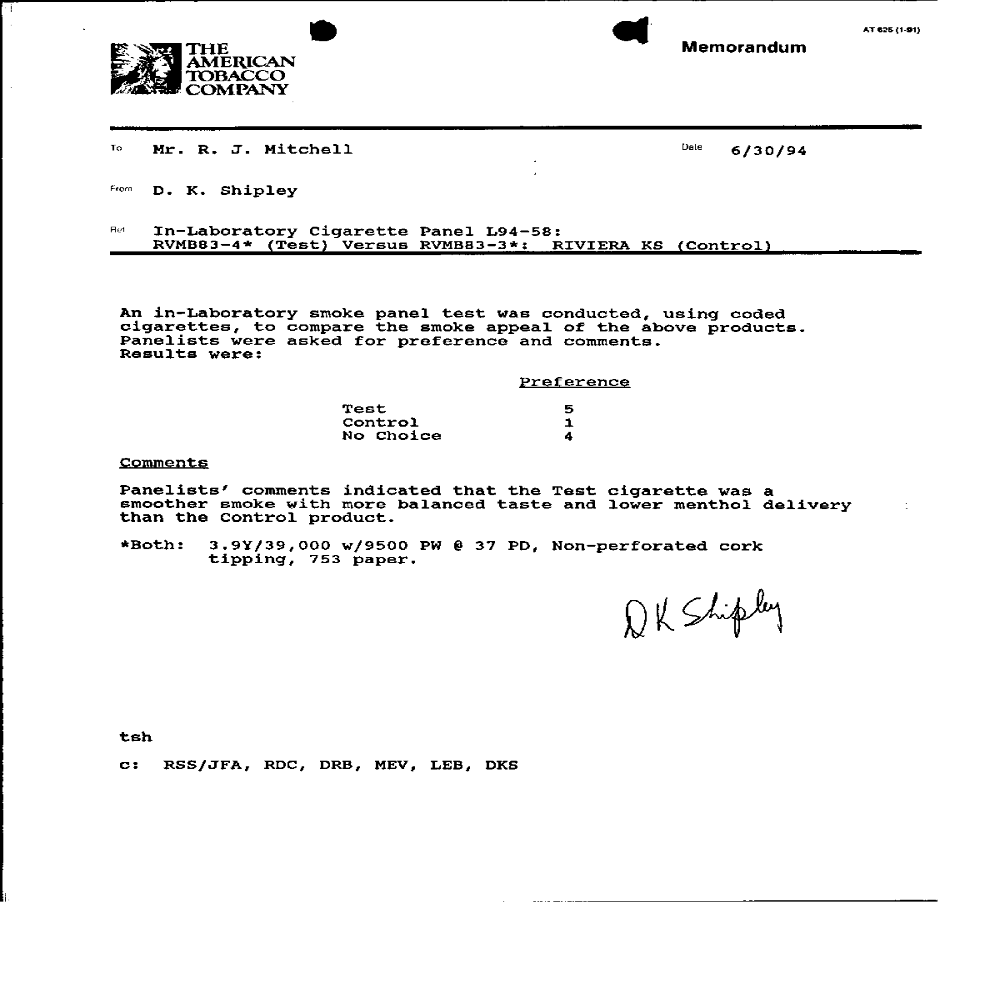 AT 625 (1-91)
THE
AMERICAN
TOBACCO
COMPANY
Memorandum
To Mr. R. J. Mitchell Date 6/30/94
From D. K. Shipley
Ref In-Laboratory Cigarette Panel L94-58:
RVMB83-4* (Test) Versus RVMB83-3*: RIVIERA KS (Control)
An in-Laboratory smoke panel test was conducted, using coded
cigarettes, to compare the smoke appeal of the above products.
Panelists were asked for preference and comments.
Results were:
Preference
Test 5
Control 1
No Choice 4
Comments
Panelists' comments indicated that the Test cigarette was a
smoother smoke with more balanced taste and lower menthol delivery
than the Control product.
*Both: 3.9Y/39,000 w/9500 PW @ 37 PD, Non-perforated cork
tipping, 753 paper.
DK Shipley
tsh
c: RSS/JFA, RDC, DRB, MEV, LEB, DKS